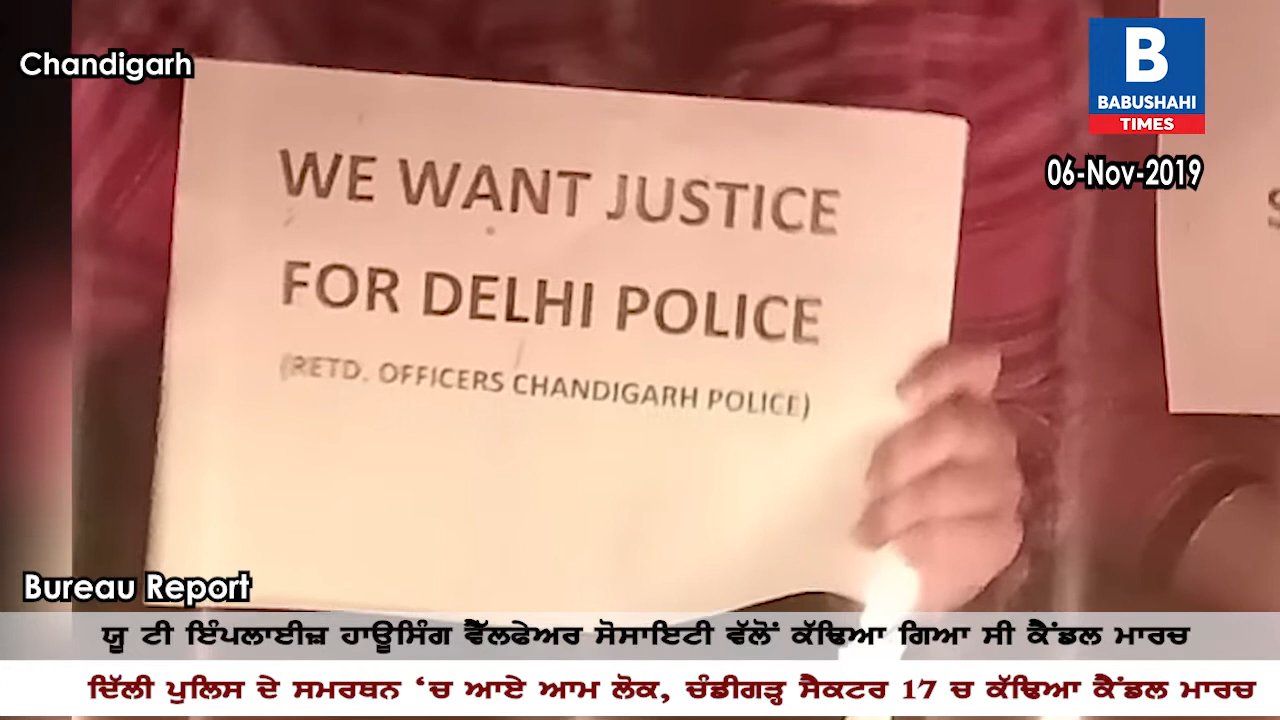 Chandigarh
B
BABUSHAHI
TIMES
06-Nov-2019
WE WANT JUSTICE
FOR DELHI POLICE
(RETD. OFFICERS CHANDIGARH POLICE)
Bureau Report
ਯੂ ਟੀ ਇੰਪਲਾਈਜ਼ ਹਾਊਸਿੰਗ ਵੈੱਲਫੇਅਰ ਸੋਸਾਇਟੀ ਵੱਲੋਂ ਕੱਢਿਆ ਗਿਆ ਸੀ ਕੈਂਡਲ ਮਾਰਚ
ਦਿੱਲੀ ਪੁਲਿਸ ਦੇ ਸਮਰਥਨ ‘ਚ ਆਏ ਆਮ ਲੋਕ, ਚੰਡੀਗੜ੍ਹ ਸੈਕਟਰ 17 ਚ ਕੱਢਿਆ ਕੈਂਡਲ ਮਾਰਚ